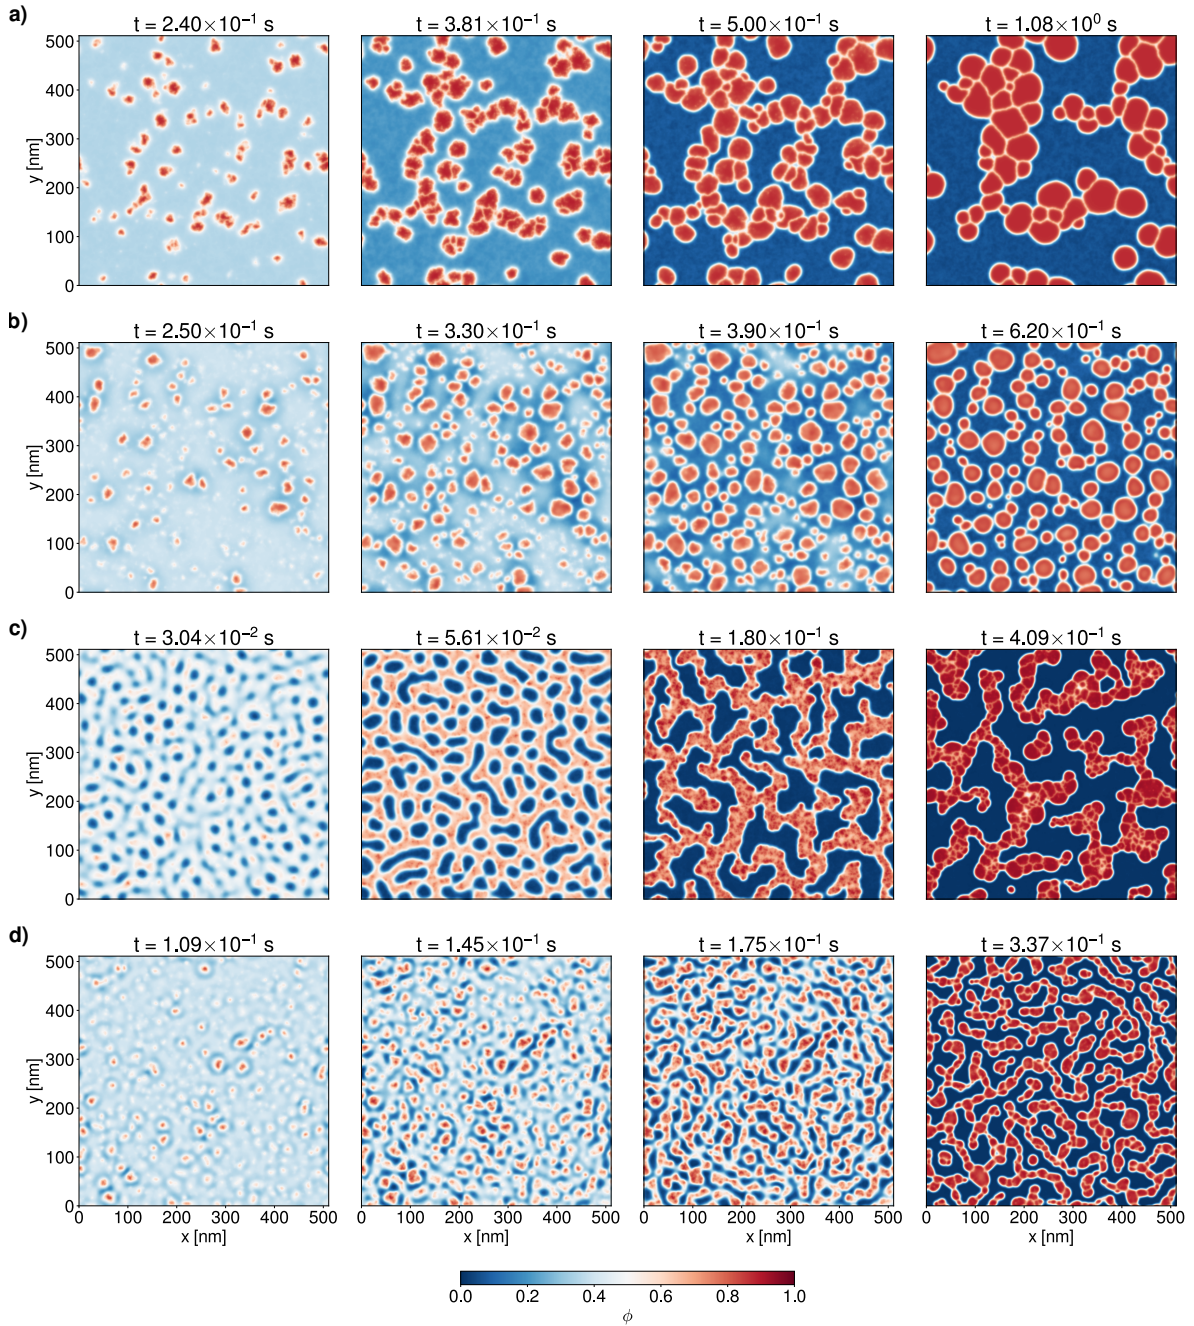 a)
t = 2.40×10⁻¹ s
t = 3.81×10⁻¹ s
t = 5.00×10⁻¹ s
t = 1.08×10⁰ s
500
400
300
200
100
0
y [nm]
b)
t = 2.50×10⁻¹ s
t = 3.30×10⁻¹ s
t = 3.90×10⁻¹ s
t = 6.20×10⁻¹ s
500
400
300
200
100
0
y [nm]
c)
t = 3.04×10⁻² s
t = 5.61×10⁻² s
t = 1.80×10⁻¹ s
t = 4.09×10⁻¹ s
500
400
300
200
100
0
y [nm]
d)
t = 1.09×10⁻¹ s
t = 1.45×10⁻¹ s
t = 1.75×10⁻¹ s
t = 3.37×10⁻¹ s
500
400
300
200
100
0
y [nm]
0 100 200 300 400 500
0 100 200 300 400 500
0 100 200 300 400 500
0 100 200 300 400 500
x [nm]
x [nm]
x [nm]
x [nm]
0.0 0.2 0.4 0.6 0.8 1.0
ϕ